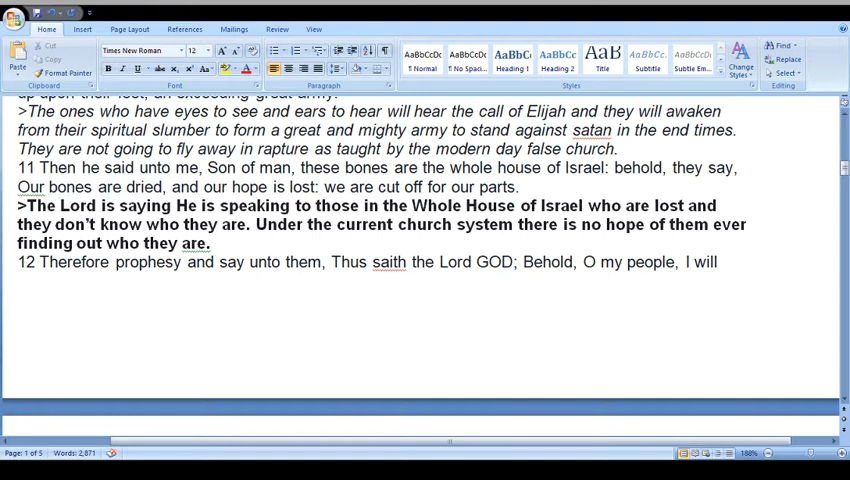 Home Insert Page Layout References Mailings Review View
Cut
Copy
Paste
Format Painter
Clipboard
Times New Roman 12
Font
Paragraph
AaBbCcDc AaBbCcDc AaBbCc AaBbCc AaB AaBbCc. AaBbCcDc
¶ Normal ¶ No Spaci... Heading 1 Heading 2 Title Subtitle Subtle Em...
Change
Styles
Styles
Find
Replace
Select
Editing
>The ones who have eyes to see and ears to hear will hear the call of Elijah and they will awaken
from their spiritual slumber to form a great and mighty army to stand against satan in the end times.
They are not going to fly away in rapture as taught by the modern day false church.
11 Then he said unto me, Son of man, these bones are the whole house of Israel: behold, they say,
Our bones are dried, and our hope is lost: we are cut off for our parts.
>The Lord is saying He is speaking to those in the Whole House of Israel who are lost and
they don't know who they are. Under the current church system there is no hope of them ever
finding out who they are.
12 Therefore prophesy and say unto them, Thus saith the Lord GOD; Behold, O my people, I will
Page: 1 of 5 Words: 2,871 188%